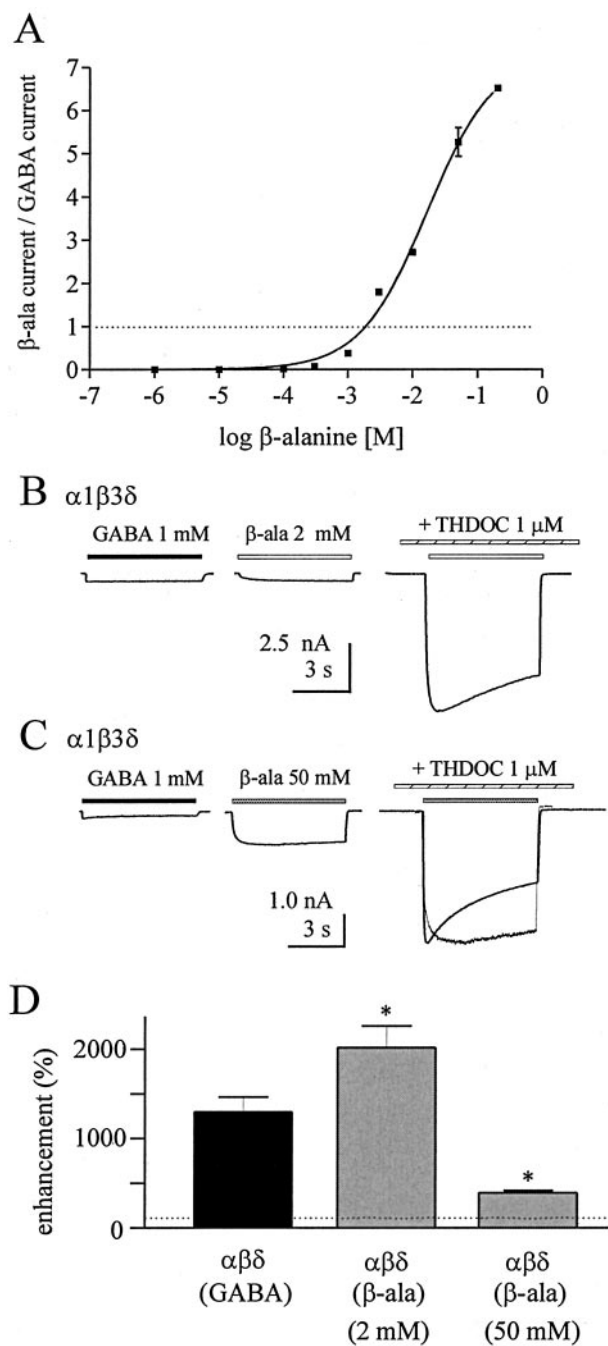 A
β-ala current / GABA current
7
6
5
4
3
2
1
0
-7 -6 -5 -4 -3 -2 -1 0
log β-alanine [M]
B α1β3δ
GABA 1 mM β-ala 2 mM + THDOC 1 μM
2.5 nA
3 s
C α1β3δ
GABA 1 mM β-ala 50 mM + THDOC 1 μM
1.0 nA
3 s
D
enhancement (%)
2000
1000
0
* *
αβδ αβδ αβδ
(GABA) (β-ala) (β-ala)
(2 mM) (50 mM)